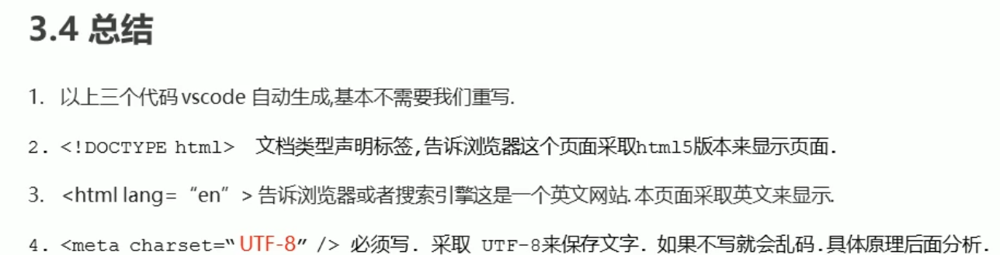 3.4 总结
1. 以上三个代码 vscode 自动生成,基本不需要我们重写.
2. <!DOCTYPE html> 文档类型声明标签,告诉浏览器这个页面采取html5版本来显示页面.
3. <html lang=“en”> 告诉浏览器或者搜索引擎这是一个英文网站.本页面采取英文来显示.
4. <meta charset=“UTF-8” /> 必须写. 采取 UTF-8来保存文字. 如果不写就会乱码.具体原理后面分析.